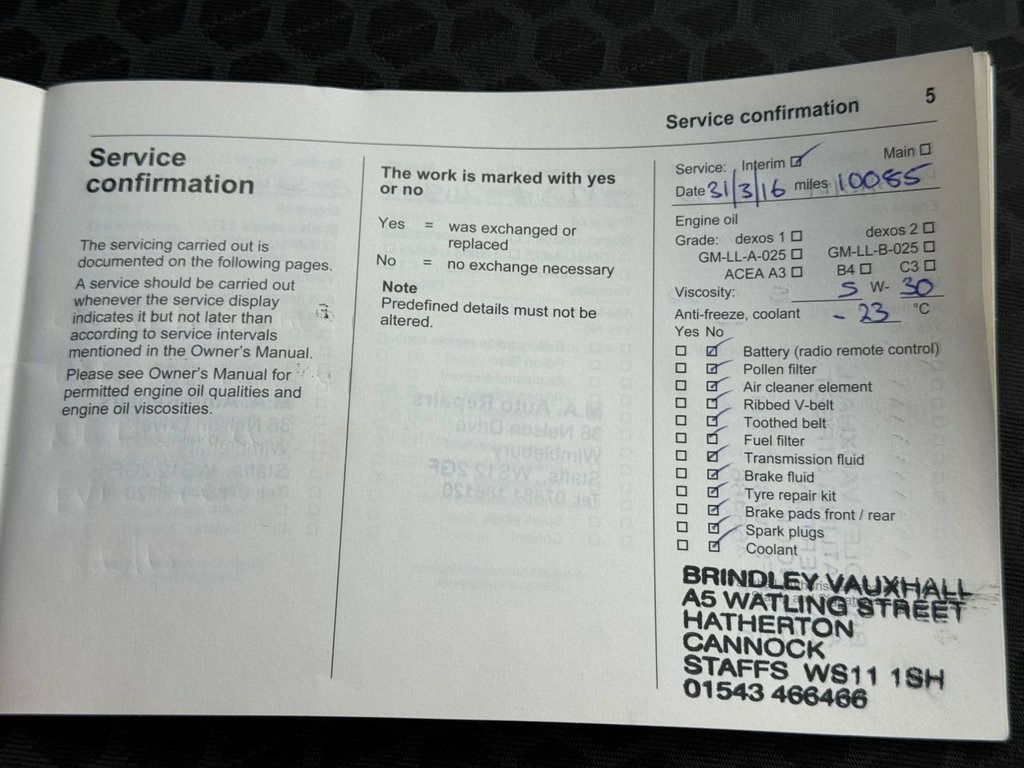 Service confirmation 5
Service
confirmation
The servicing carried out is
documented on the following pages.
A service should be carried out
whenever the service display
indicates it but not later than
according to service intervals
mentioned in the Owner's Manual.
Please see Owner's Manual for
permitted engine oil qualities and
engine oil viscosities.
The work is marked with yes
or no
Yes = was exchanged or
replaced
No = no exchange necessary
Note
Predefined details must not be
altered.
Service: Interim ☑ Main ☐
Date 31/3/16 miles 10085
Engine oil
Grade: dexos 1 ☐ dexos 2 ☐
GM-LL-A-025 ☐ GM-LL-B-025 ☐
ACEA A3 ☐ B4 ☐ C3 ☐
Viscosity: 5 W- 30
Anti-freeze, coolant - 23 °C
Yes No
☐ ☑ Battery (radio remote control)
☐ ☑ Pollen filter
☐ ☑ Air cleaner element
☐ ☑ Ribbed V-belt
☐ ☑ Toothed belt
☐ ☑ Fuel filter
☐ ☑ Transmission fluid
☐ ☑ Brake fluid
☐ ☑ Tyre repair kit
☐ ☑ Brake pads front / rear
☐ ☑ Spark plugs
☐ ☑ Coolant
BRINDLEY VAUXHALL
A5 WATLING STREET
HATHERTON
CANNOCK
STAFFS WS11 1SH
01543 466466